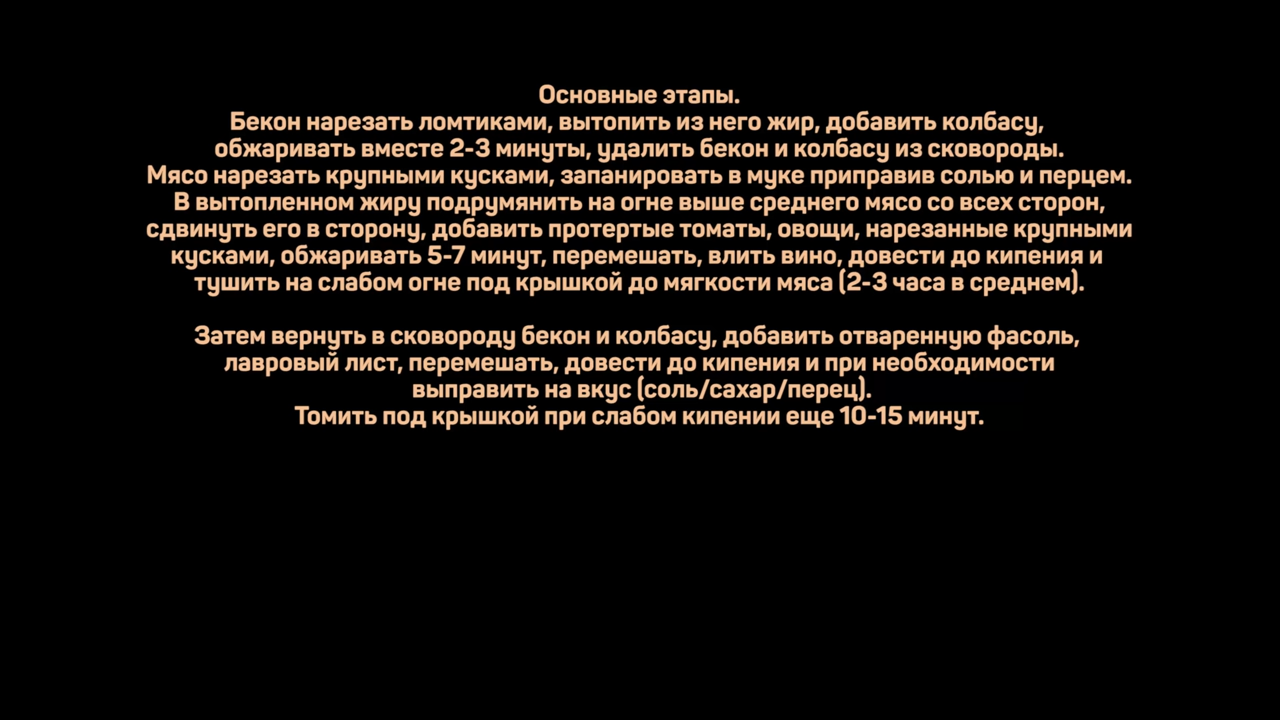 Основные этапы.
Бекон нарезать ломтиками, вытопить из него жир, добавить колбасу,
обжаривать вместе 2-3 минуты, удалить бекон и колбасу из сковороды.
Мясо нарезать крупными кусками, запанировать в муке приправив солью и перцем.
В вытопленном жиру подрумянить на огне выше среднего мясо со всех сторон,
сдвинуть его в сторону, добавить протертые томаты, овощи, нарезанные крупными
кусками, обжаривать 5-7 минут, перемешать, влить вино, довести до кипения и
тушить на слабом огне под крышкой до мягкости мяса (2-3 часа в среднем).
Затем вернуть в сковороду бекон и колбасу, добавить отваренную фасоль,
лавровый лист, перемешать, довести до кипения и при необходимости
выправить на вкус (соль/сахар/перец).
Томить под крышкой при слабом кипении еще 10-15 минут.